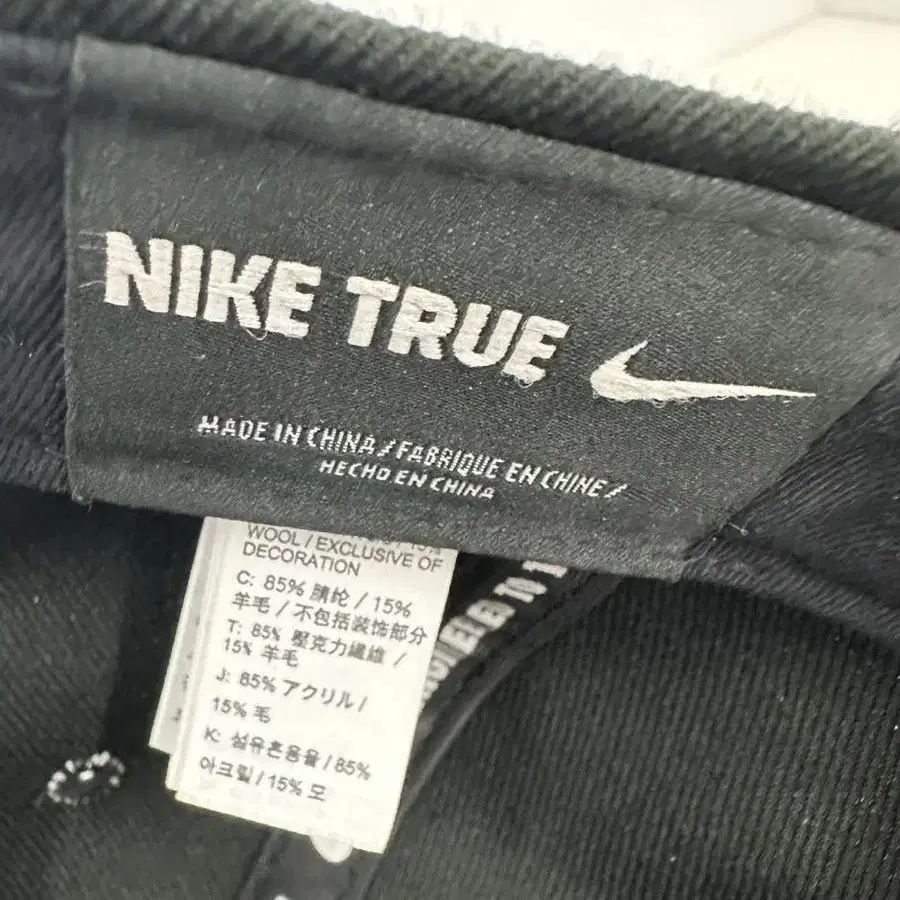 NIKE TRUE
MADE IN CHINA / FABRIQUE EN CHINE /
HECHO EN CHINA
WOOL / EXCLUSIVE OF
DECORATION
C: 85%腈纶 / 15%
羊毛 / 不包括装饰部分
T: 85% 壓克力纖維 /
15% 羊毛
J: 85% アクリル /
15% 毛
K: 섬유혼용율 / 85%
아크릴 / 15% 모
TO